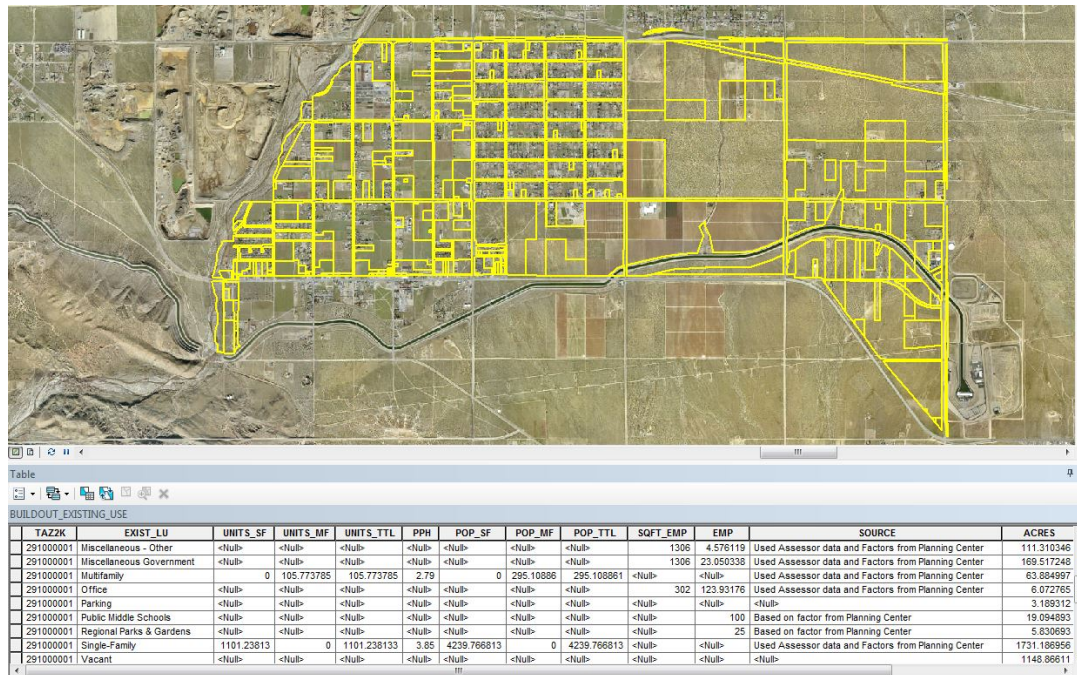 Table
BUILDOUT_EXISTING_USE
TAZ2K EXIST_LU UNITS_SF UNITS_MF UNITS_TTL PPH POP_SF POP_MF POP_TTL SQFT_EMP EMP SOURCE ACRES
291000001 Miscellaneous - Other <Null> <Null> <Null> <Null> <Null> <Null> <Null> 1306 4.576119 Used Assessor data and Factors from Planning Center 111.310346
291000001 Miscellaneous Government <Null> <Null> <Null> <Null> <Null> <Null> <Null> 1306 23.050338 Used Assessor data and Factors from Planning Center 169.517248
291000001 Multifamily 0 105.773785 105.773785 2.79 0 295.10886 295.108861 <Null> <Null> Used Assessor data and Factors from Planning Center 63.884997
291000001 Office <Null> <Null> <Null> <Null> <Null> <Null> <Null> 302 123.93176 Used Assessor data and Factors from Planning Center 6.072765
291000001 Parking <Null> <Null> <Null> <Null> <Null> <Null> <Null> <Null> <Null> <Null> 3.189312
291000001 Public Middle Schools <Null> <Null> <Null> <Null> <Null> <Null> <Null> <Null> 100 Based on factor from Planning Center 19.094893
291000001 Regional Parks & Gardens <Null> <Null> <Null> <Null> <Null> <Null> <Null> <Null> 25 Based on factor from Planning Center 5.830693
291000001 Single-Family 1101.23813 0 1101.238133 3.85 4239.766813 0 4239.766813 <Null> <Null> Used Assessor data and Factors from Planning Center 1731.186956
291000001 Vacant <Null> <Null> <Null> <Null> <Null> <Null> <Null> <Null> <Null> <Null> 1148.86611